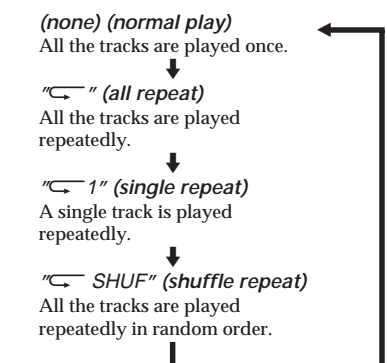 (none) (normal play)
All the tracks are played once.
" " (all repeat)
All the tracks are played
repeatedly.
" 1" (single repeat)
A single track is played
repeatedly.
" SHUF" (shuffle repeat)
All the tracks are played
repeatedly in random order.